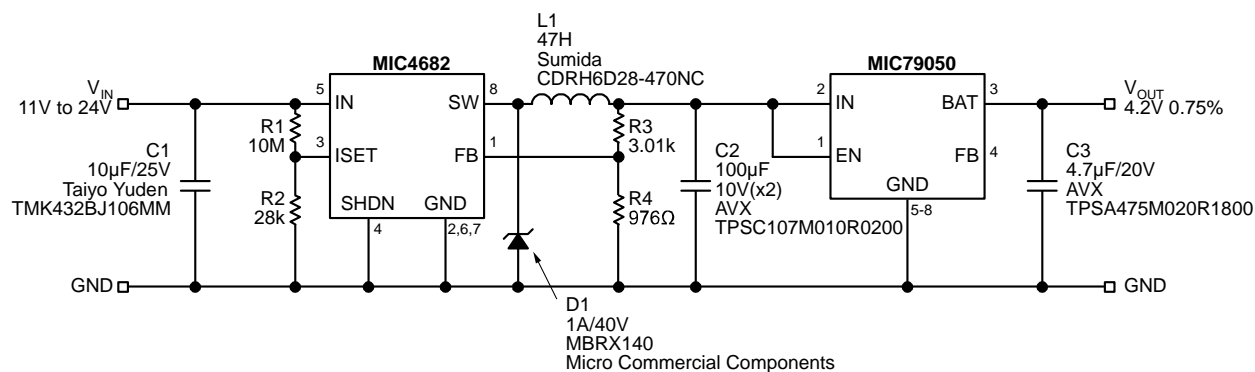 L1
47H
Sumida
CDRH6D28-470NC
MIC4682
MIC79050
VIN
11V to 24V
5
IN
SW
8
2
IN
BAT
3
VOUT
4.2V 0.75%
R1
10M
3
ISET
FB
1
R3
3.01k
1
EN
FB
4
C1
10µF/25V
Taiyo Yuden
TMK432BJ106MM
R2
28k
SHDN
4
GND
2,6,7
R4
976Ω
C2
100µF
10V(x2)
AVX
TPSC107M010R0200
GND
5-8
C3
4.7µF/20V
AVX
TPSA475M020R1800
GND
GND
D1
1A/40V
MBRX140
Micro Commercial Components